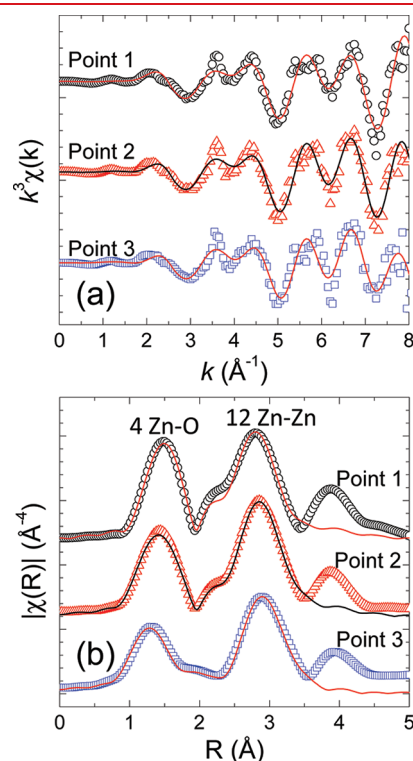 Point 1
Point 2
Point 3
(a)
k³χ(k)
0 1 2 3 4 5 6 7 8
k (Å⁻¹)
4 Zn-O 12 Zn-Zn
Point 1
Point 2
Point 3
(b)
|χ(R)| (Å⁻⁴)
0 1 2 3 4 5
R (Å)